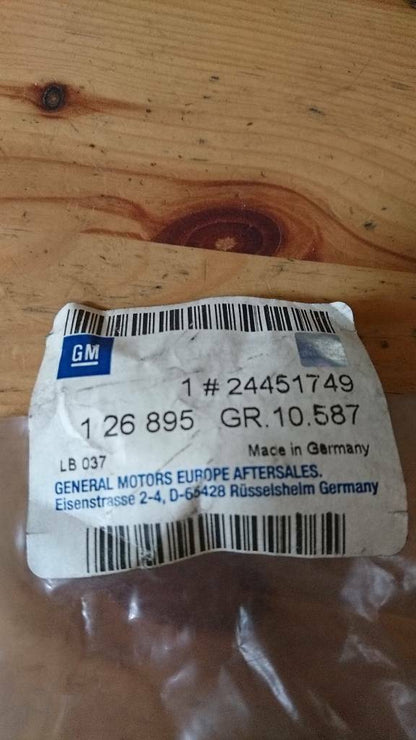 GM
1 # 24451749
1 26 895 GR.10.587
LB 037 Made in Germany
GENERAL MOTORS EUROPE AFTERSALES.
Eisenstrasse 2-4, D-65428 Rüsselsheim Germany